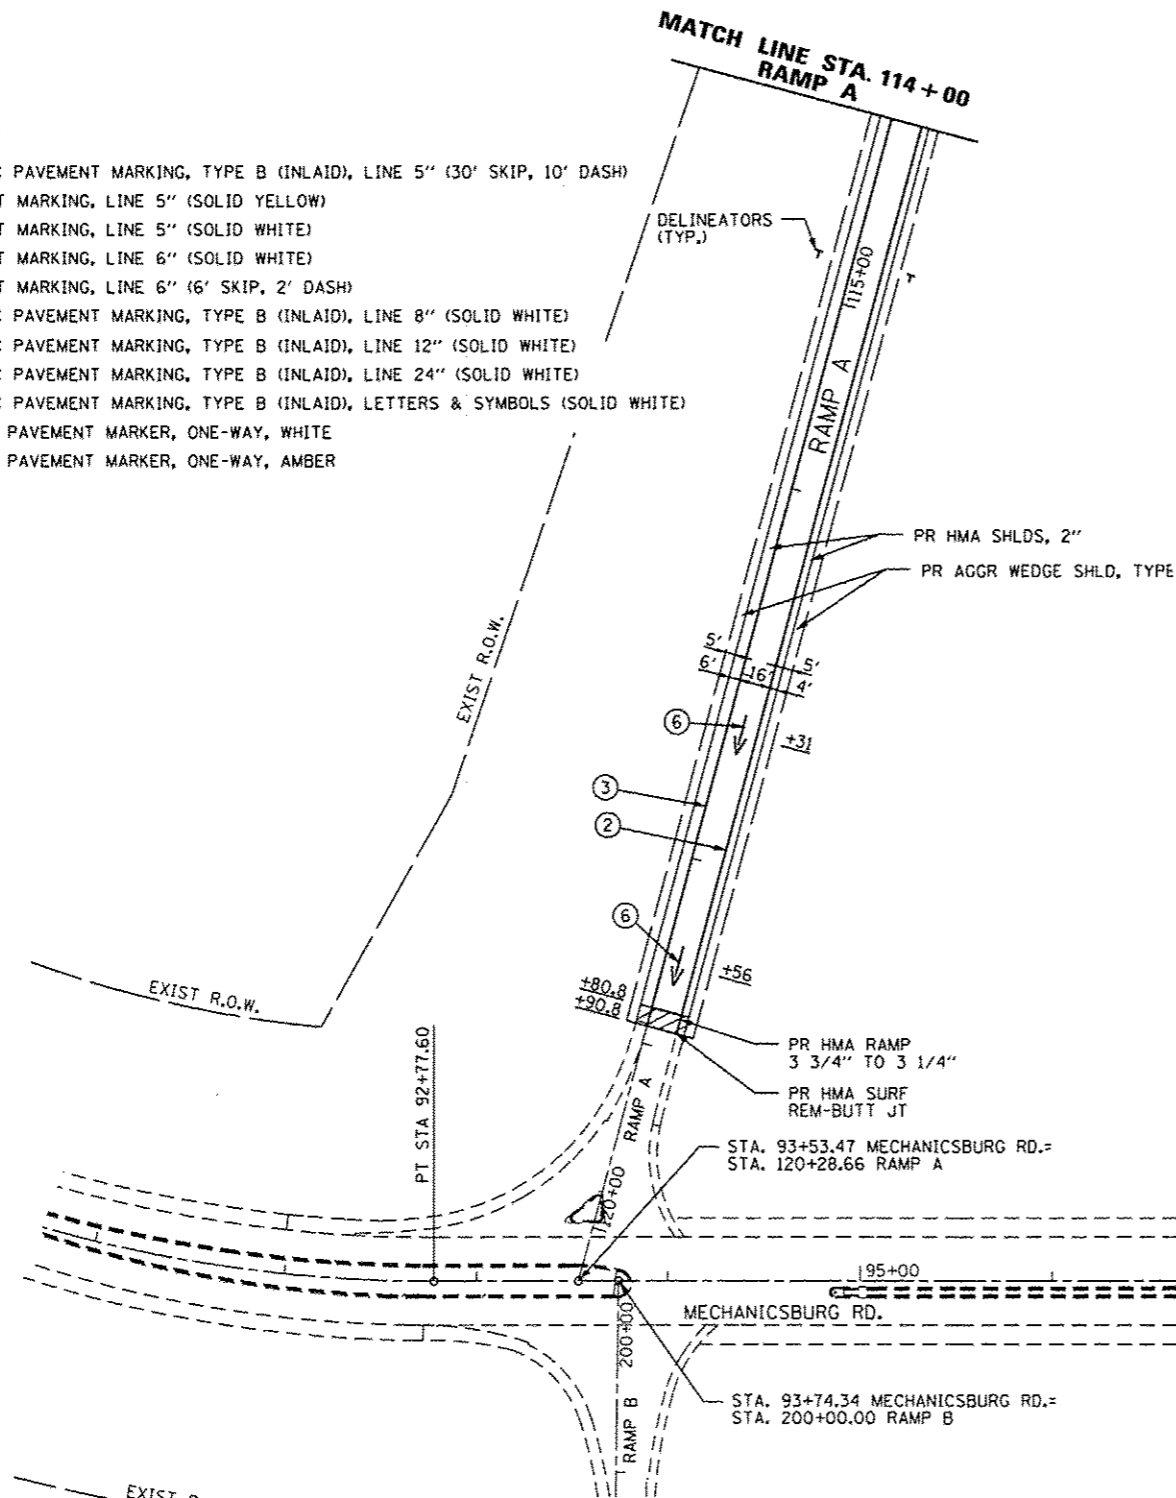 MATCH LINE STA. 114+00
RAMP A
PAVEMENT MARKING, TYPE B (INLAID), LINE 5" (30' SKIP, 10' DASH)
MARKING, LINE 5" (SOLID YELLOW)
MARKING, LINE 5" (SOLID WHITE)
MARKING, LINE 6" (SOLID WHITE)
MARKING, LINE 6" (6' SKIP, 2' DASH)
PAVEMENT MARKING, TYPE B (INLAID), LINE 8" (SOLID WHITE)
PAVEMENT MARKING, TYPE B (INLAID), LINE 12" (SOLID WHITE)
PAVEMENT MARKING, TYPE B (INLAID), LINE 24" (SOLID WHITE)
PAVEMENT MARKING, TYPE B (INLAID), LETTERS & SYMBOLS (SOLID WHITE)
PAVEMENT MARKER, ONE-WAY, WHITE
PAVEMENT MARKER, ONE-WAY, AMBER
DELINEATORS
(TYP.)
115+00
RAMP A
PR HMA SHLDS, 2"
PR AGGR WEDGE SHLD, TYPE
EXIST R.O.W.
5'
6'
16'
5'
4'
6
+31
3
2
6
+56
+80.8
+90.8
EXIST R.O.W.
PR HMA RAMP
3 3/4" TO 3 1/4"
PR HMA SURF
REM-BUTT JT
PT STA 92+77.60
RAMP A
120+00
STA. 93+53.47 MECHANICSBURG RD.=
STA. 120+28.66 RAMP A
95+00
MECHANICSBURG RD.
200+00
RAMP B
STA. 93+74.34 MECHANICSBURG RD.=
STA. 200+00.00 RAMP B
EXIST